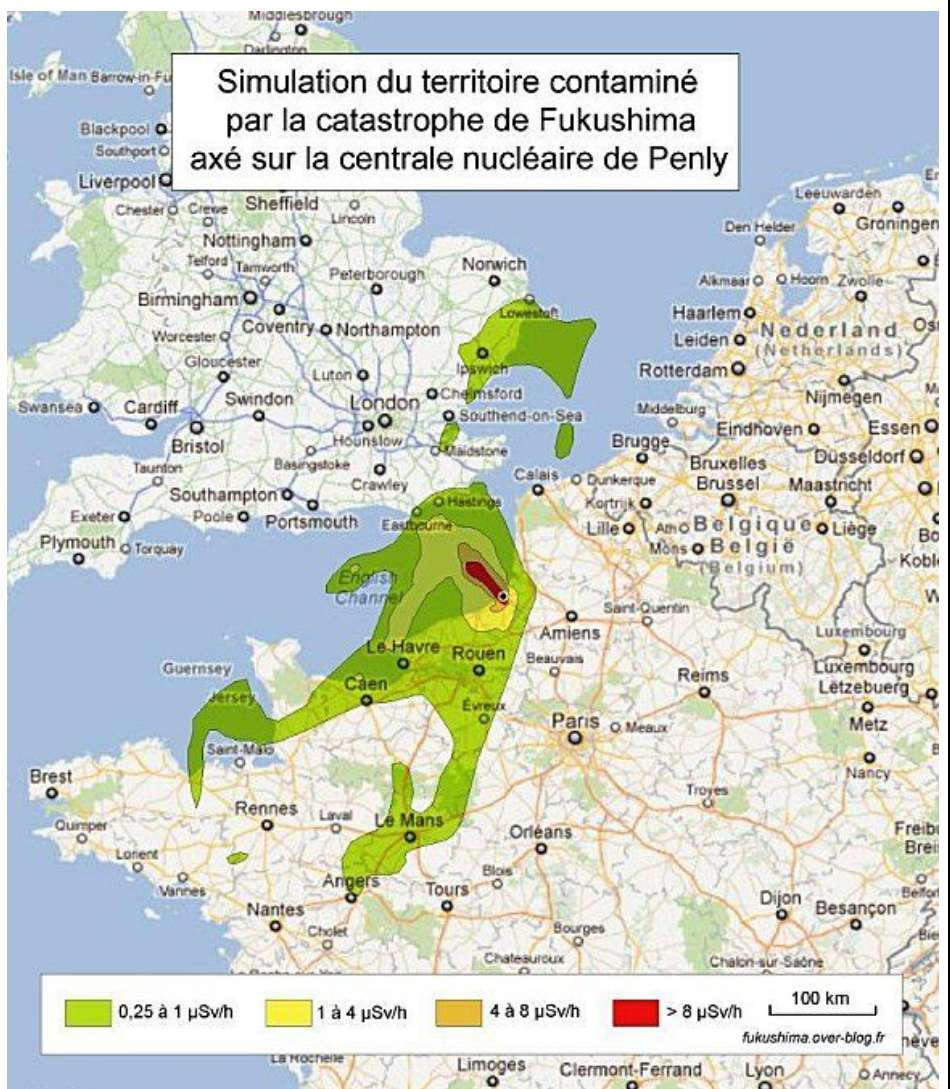 Middlesbrough
Darlington
Isle of Man
Barrow-in-Fu
Simulation du territoire contaminé
par la catastrophe de Fukushima
axé sur la centrale nucléaire de Penly
Blackpool
Southport
Liverpool
Chester
Crewe
Sheffield
Lincoln
Leeuwarden
Groningen
Den Helder
Nottingham
Telford
Tamworth
Peterborough
Norwich
Alkmaar
Hoorn
Zwolle
Birmingham
Lowestoft
Haarlem
Worcester
Coventry
Northampton
Leiden
Nederland
(Netherlands)
Gloucester
Ipswich
Rotterdam
Luton
Chelmsford
Nijmegen
Swansea
Cardiff
Swindon
London
Southend-on-Sea
Middelburg
Essen
Bristol
Hounslow
Maidstone
Brugge
Eindhoven
Düsseldorf
Taunton
Basingstoke
Crawley
Calais
Dunkerque
Bruxelles
Brussel
Maastricht
Southampton
Hastings
Kortrijk
Exeter
Poole
Portsmouth
Eastbourne
Lille
Ath
Belgique
België
(Belgium)
Liège
Plymouth
Torquay
Mons
Koble
English
Channel
Saint-Quentin
Amiens
Luxembourg
Le Havre
Rouen
Beauvais
Luxembourg
Lëtzebuerg
Guernsey
Jersey
Caen
Reims
Evreux
Paris
Meaux
Metz
Saint-Malo
Nancy
Brest
Troyes
Quimper
Rennes
Laval
Le Mans
Orléans
Freibu
Breis
Lorient
Vannes
Angers
Tours
Blois
Belfort
Dijon
Besançon
Nantes
Cholet
Bourges
Chateauroux
Chalon-sur-Saône
0,25 à 1 µSv/h
1 à 4 µSv/h
4 à 8 µSv/h
> 8 µSv/h
100 km
fukushima.over-blog.fr
La Rochelle
Limoges
Clermont-Ferrand
Lyon
Annecy